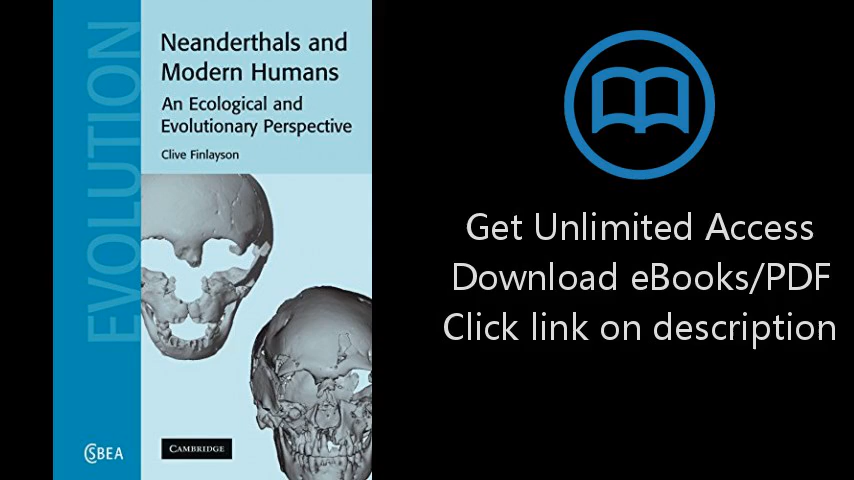 EVOLUTION
Neanderthals and
Modern Humans
An Ecological and
Evolutionary Perspective
Clive Finlayson
CSBEA
CAMBRIDGE
Get Unlimited Access
Download eBooks/PDF
Click link on description